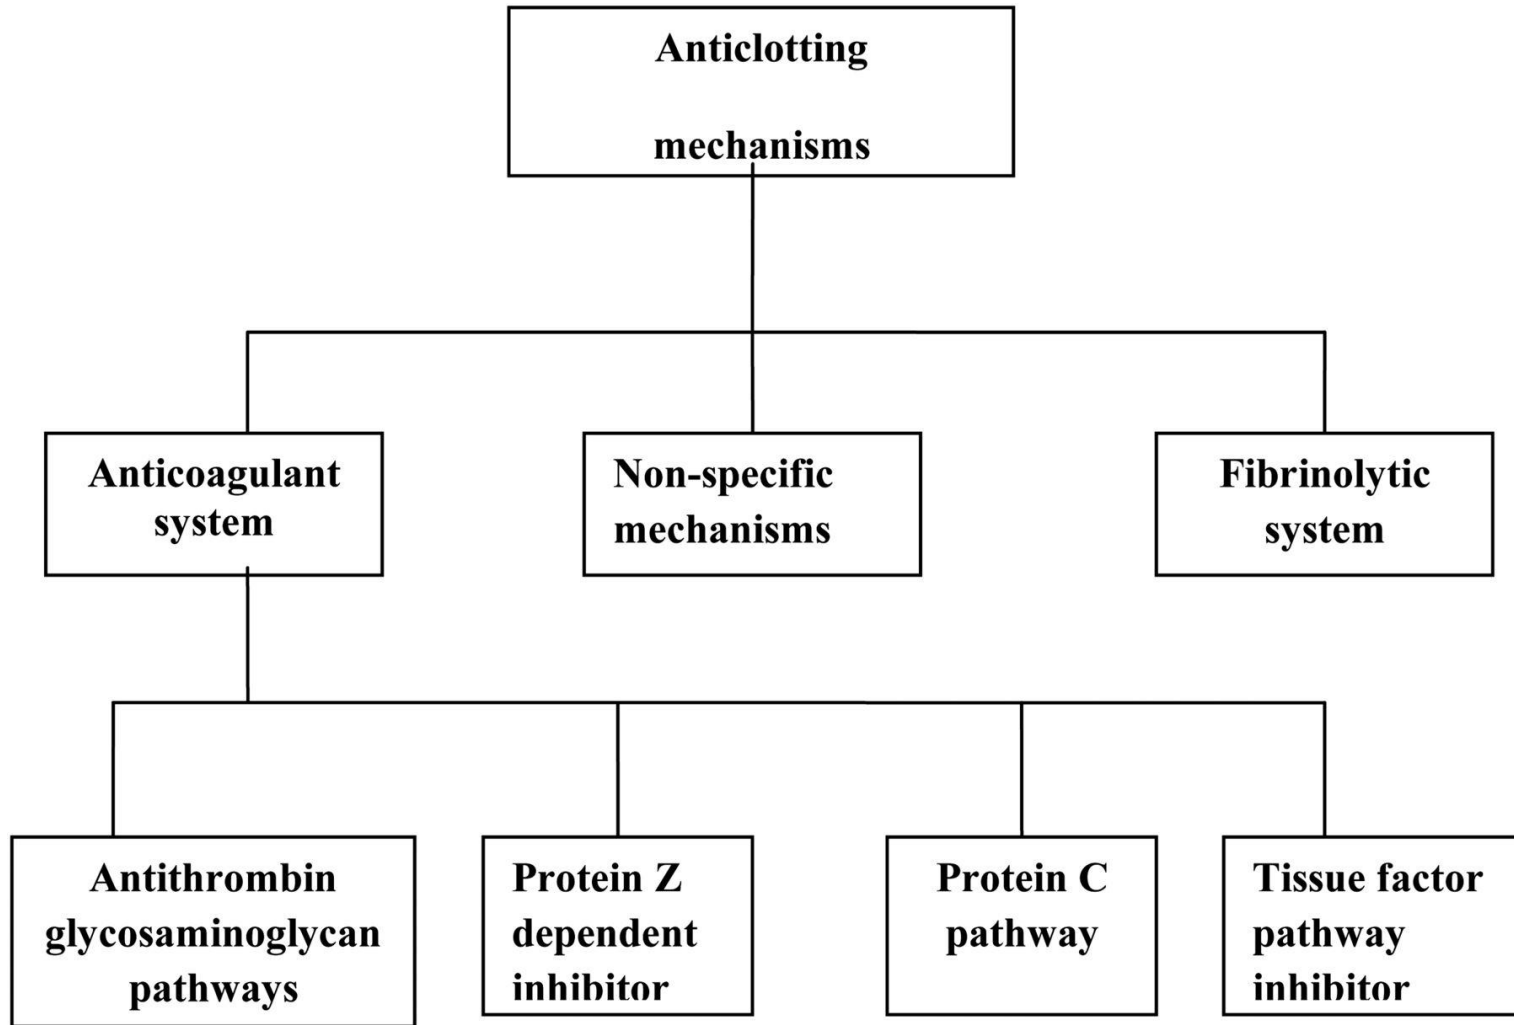 Anticlotting
mechanisms
Anticoagulant
system
Non-specific
mechanisms
Fibrinolytic
system
Antithrombin
glycosaminoglycan
pathways
Protein Z
dependent
inhibitor
Protein C
pathway
Tissue factor
pathway
inhibitor